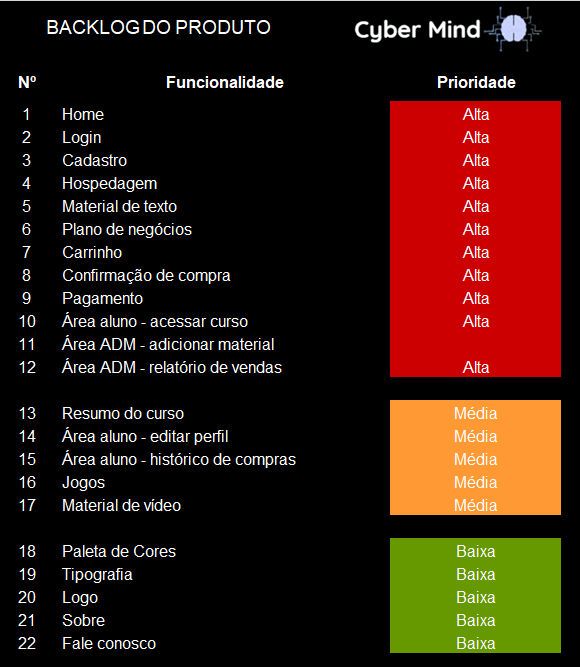 BACKLOG DO PRODUTO Cyber Mind
Nº Funcionalidade Prioridade
1 Home Alta
2 Login Alta
3 Cadastro Alta
4 Hospedagem Alta
5 Material de texto Alta
6 Plano de negócios Alta
7 Carrinho Alta
8 Confirmação de compra Alta
9 Pagamento Alta
10 Área aluno - acessar curso Alta
11 Área ADM - adicionar material
12 Área ADM - relatório de vendas Alta
13 Resumo do curso Média
14 Área aluno - editar perfil Média
15 Área aluno - histórico de compras Média
16 Jogos Média
17 Material de vídeo Média
18 Paleta de Cores Baixa
19 Tipografia Baixa
20 Logo Baixa
21 Sobre Baixa
22 Fale conosco Baixa